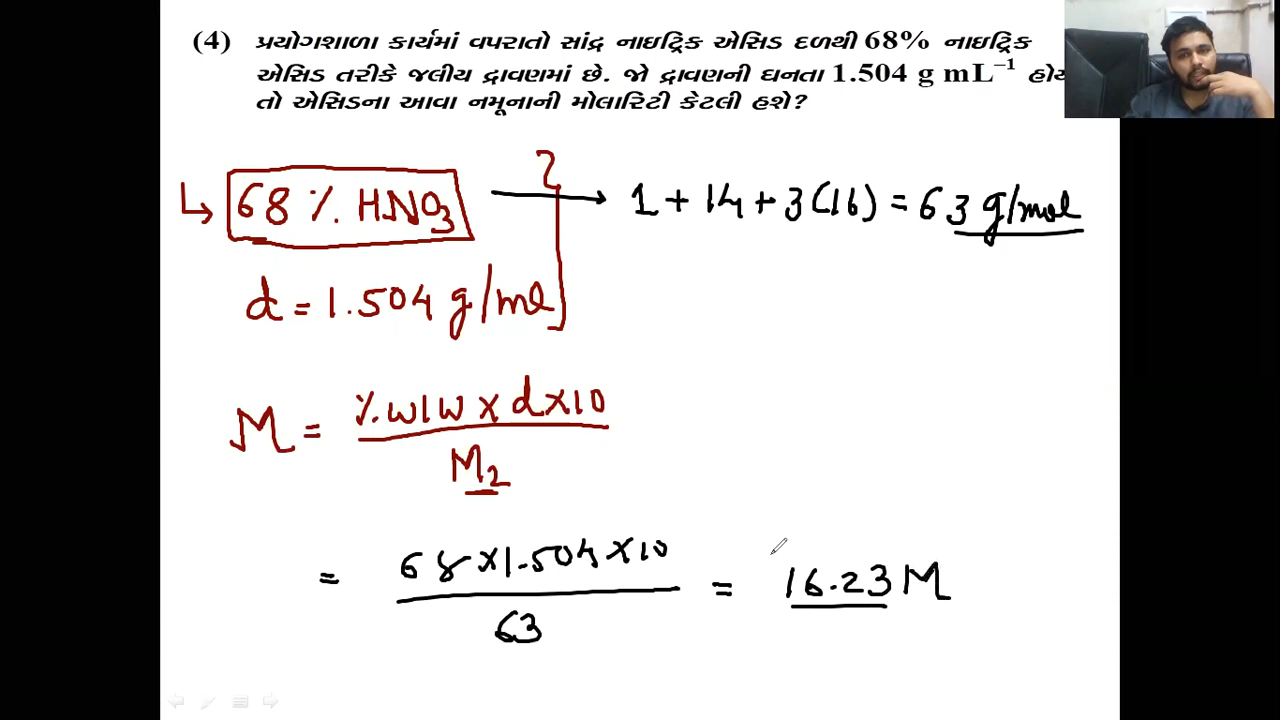 (4) પ્રયોગશાળા કાર્યમાં વપરાતો સાંદ્ર નાઇટ્રિક એસિડ દળથી 68% નાઇટ્રિક
એસિડ તરીકે જલીય દ્રાવણમાં છે. જો દ્રાવણની ઘનતા 1.504 g mL⁻¹ હોય
તો એસિડના આવા નમૂનાની મોલારિટી કેટલી હશે?
68 %. HNO₃ → 1 + 14 + 3(16) = 63 g/mol
d = 1.504 g/ml
M = %.w/w x d x 10 / M₂
= 68 x 1.504 x 10 / 63 = 16.23 M